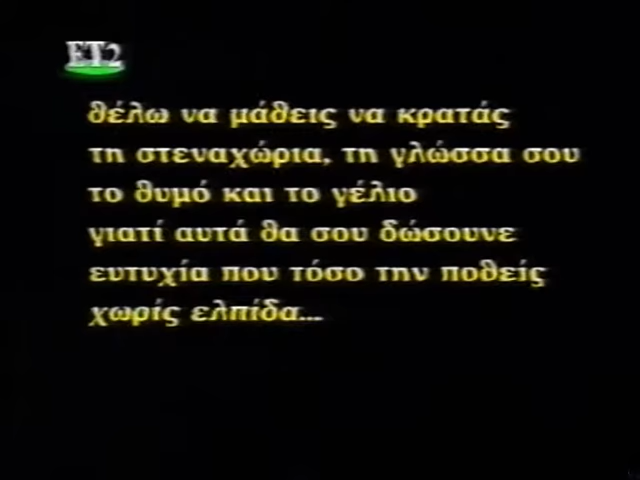 ET2
θέλω να μάθεις να κρατάς
τη στεναχώρια, τη γλώσσα σου
το θυμό και το γέλιο
γιατί αυτά θα σου δώσουνε
ευτυχία που τόσο την ποθείς
χωρίς ελπίδα...